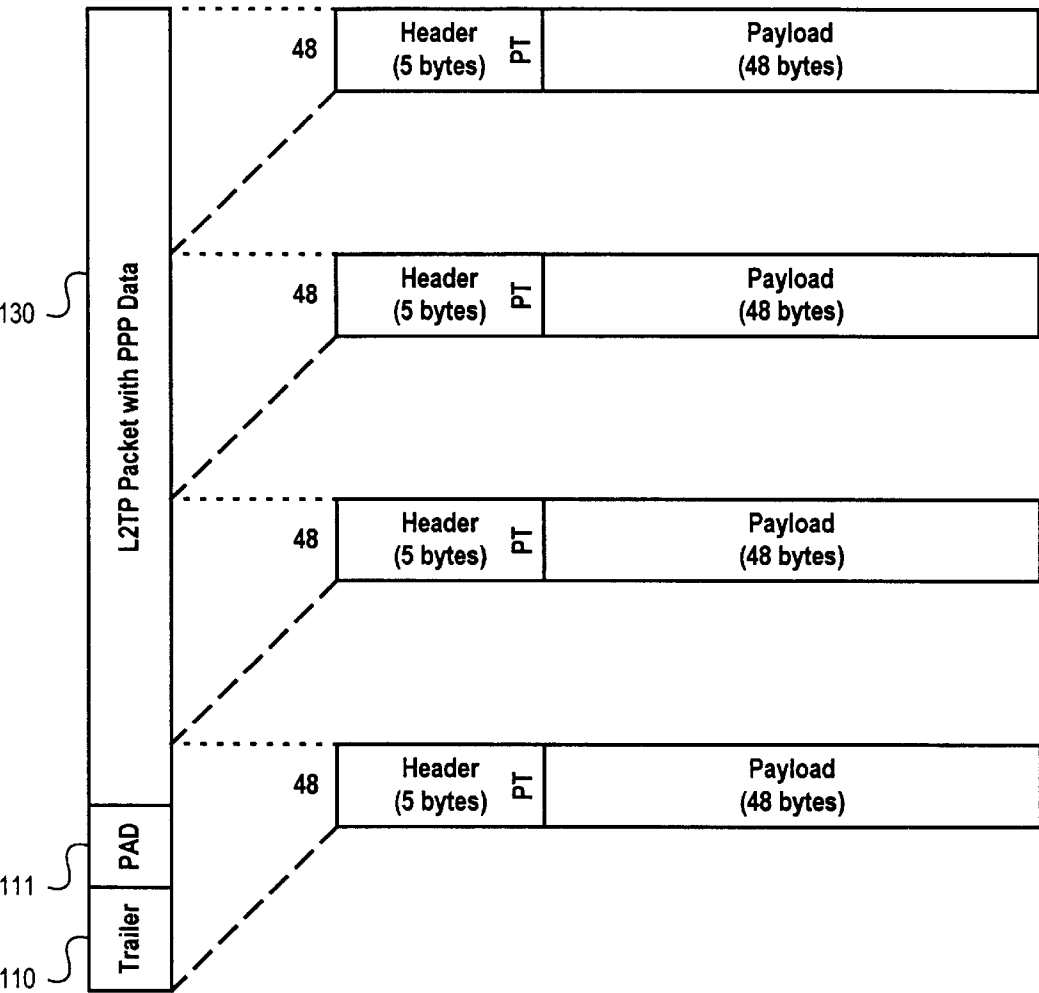 48
Header
(5 bytes)
PT
Payload
(48 bytes)
130
L2TP Packet with PPP Data
48
Header
(5 bytes)
PT
Payload
(48 bytes)
48
Header
(5 bytes)
PT
Payload
(48 bytes)
48
Header
(5 bytes)
PT
Payload
(48 bytes)
PAD
111
Trailer
110